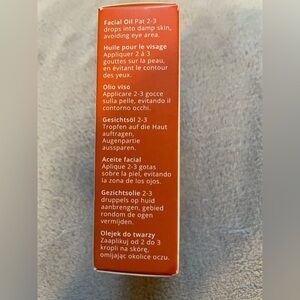 Facial Oil Pat 2-3
drops into damp skin,
avoiding eye area.
Huile pour le visage
Appliquer 2 à 3
gouttes sur la peau,
en évitant le contour
des yeux.
Olio viso
Applicare 2-3 gocce
sulla pelle, evitando il
contorno occhi.
Gesichtsöl 2-3
Tropfen auf die Haut
auftragen,
Augenpartie
aussparen.
Aceite facial
Aplique 2-3 gotas
sobre la piel, evitando
la zona de los ojos.
Gezichtsolie 2-3
druppels op huid
aanbrengen, gebied
rondom de ogen
vermijden.
Olejek do twarzy
Zaaplikuj od 2 do 3
kropli na skórę,
omijając okolice oczu.